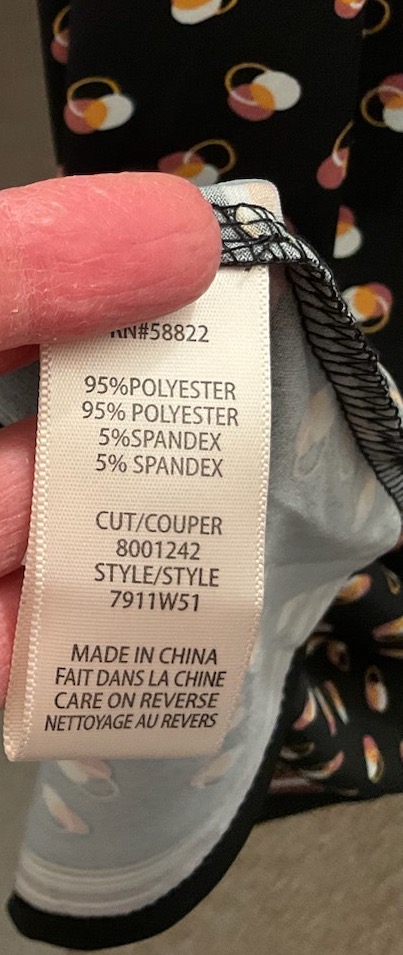 RN#58822
95%POLYESTER
95% POLYESTER
5%SPANDEX
5% SPANDEX
CUT/COUPER
8001242
STYLE/STYLE
7911W51
MADE IN CHINA
FAIT DANS LA CHINE
CARE ON REVERSE
NETTOYAGE AU REVERS